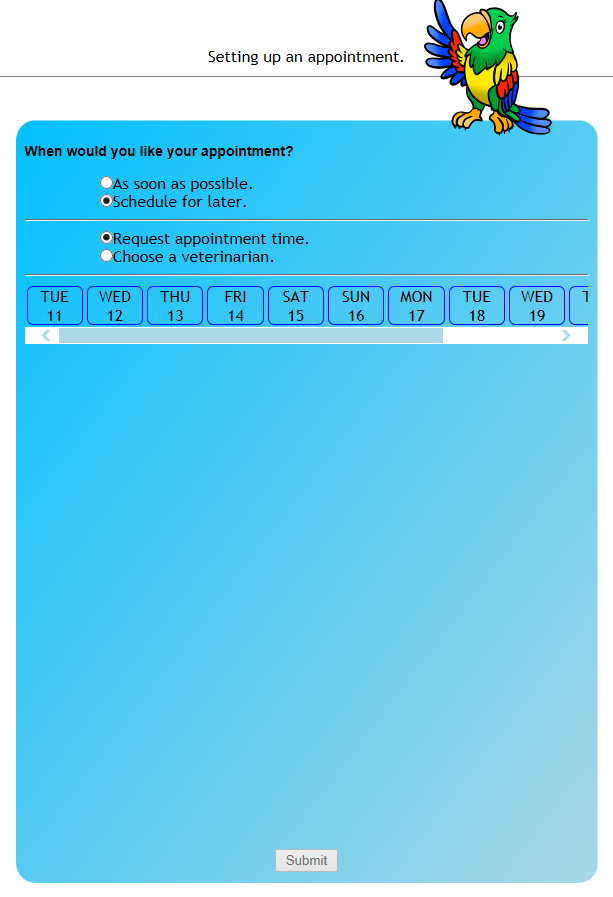 Setting up an appointment.
When would you like your appointment?
As soon as possible.
Schedule for later.
Request appointment time.
Choose a veterinarian.
TUE WED THU FRI SAT SUN MON TUE WED T
11 12 13 14 15 16 17 18 19
Submit